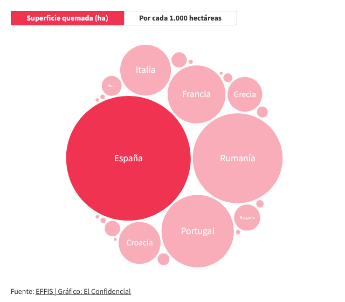 Superficie quemada (ha)
Por cada 1.000 hectáreas
Italia
Francia
Grecia
España
Rumanía
Portugal
Croacia
Fuente: EFFIS | Gráfico: El Confidencial